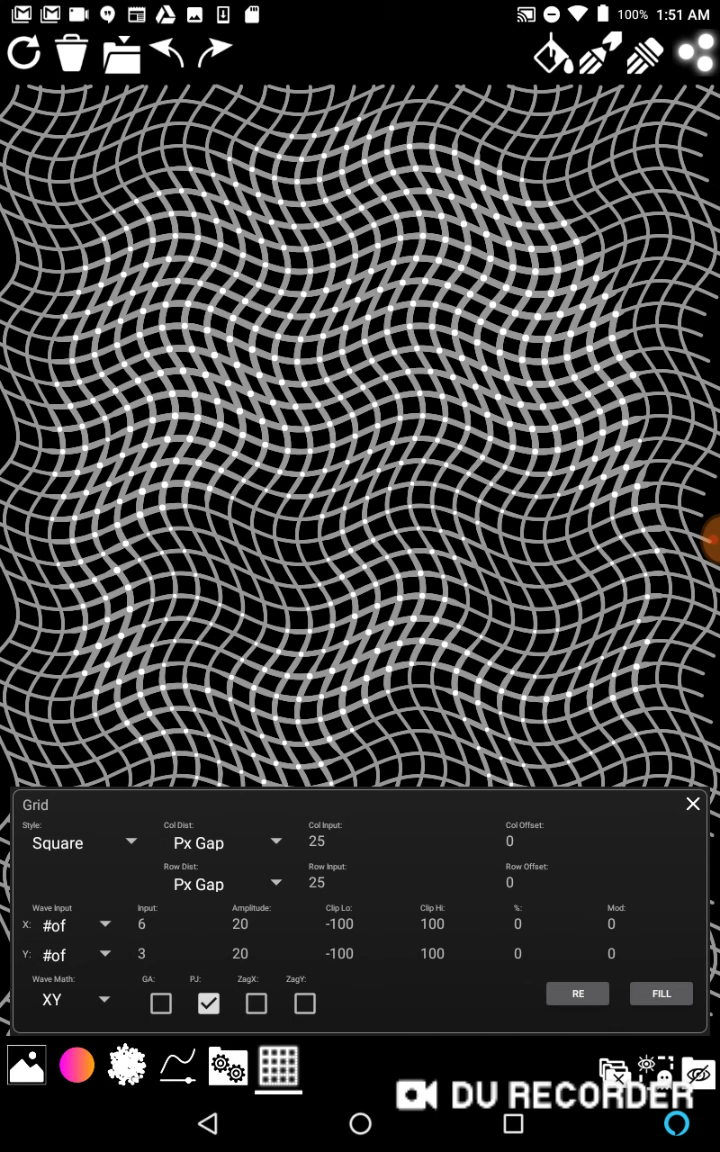 100% 1:51 AM
Grid
Style: Col Dist: Col Input: Col Offset:
Square Px Gap 25 0
Row Dist: Row Input: Row Offset:
Px Gap 25 0
Wave Input Input: Amplitude: Clip Lo: Clip Hi: %: Mod:
X: #of 6 20 -100 100 0 0
Y: #of 3 20 -100 100 0 0
Wave Math: GA: PJ: ZagX: ZagY:
XY RE FILL
DU RECORDER